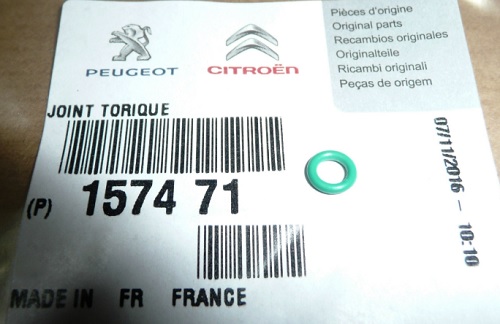 PEUGEOT
CITROËN
Pièces d'origine
Original parts
Recambios originales
Originalteile
Ricambi originali
Peças de origem
JOINT TORIQUE
(P) 1574 71
07/11/2016 - 10:10
MADE IN FR FRANCE